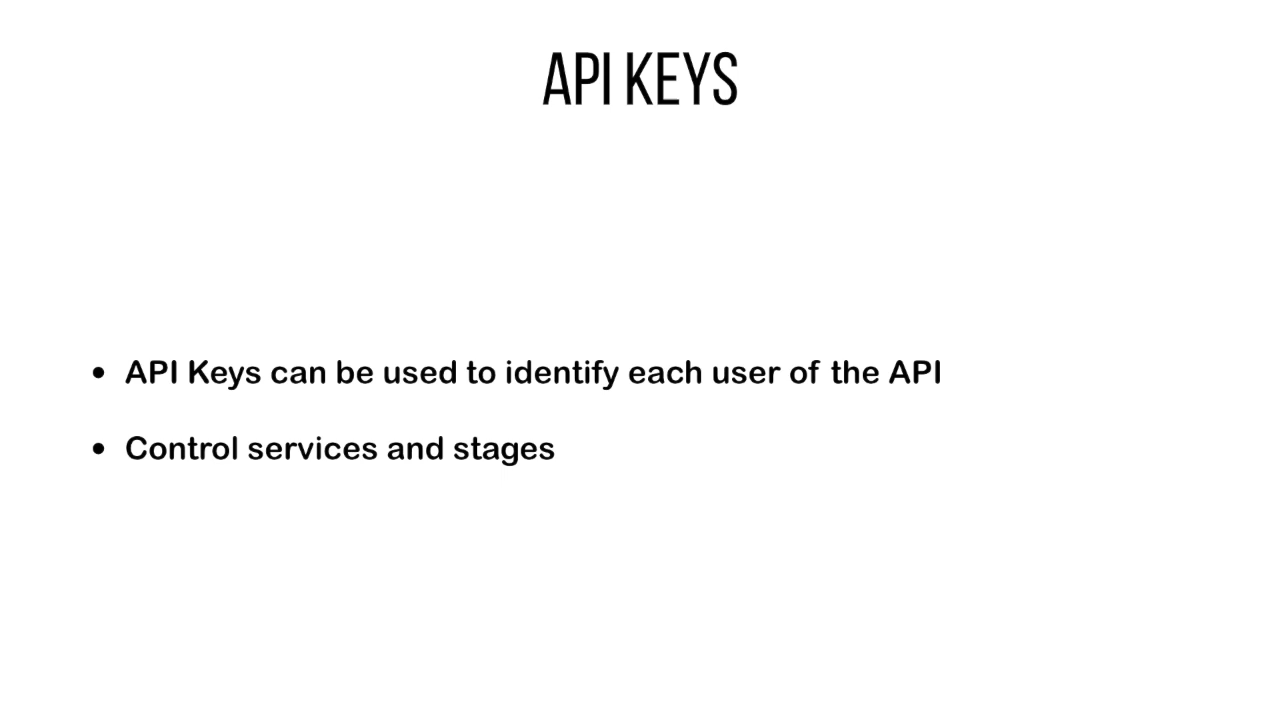 API KEYS
• API Keys can be used to identify each user of the API
• Control services and stages